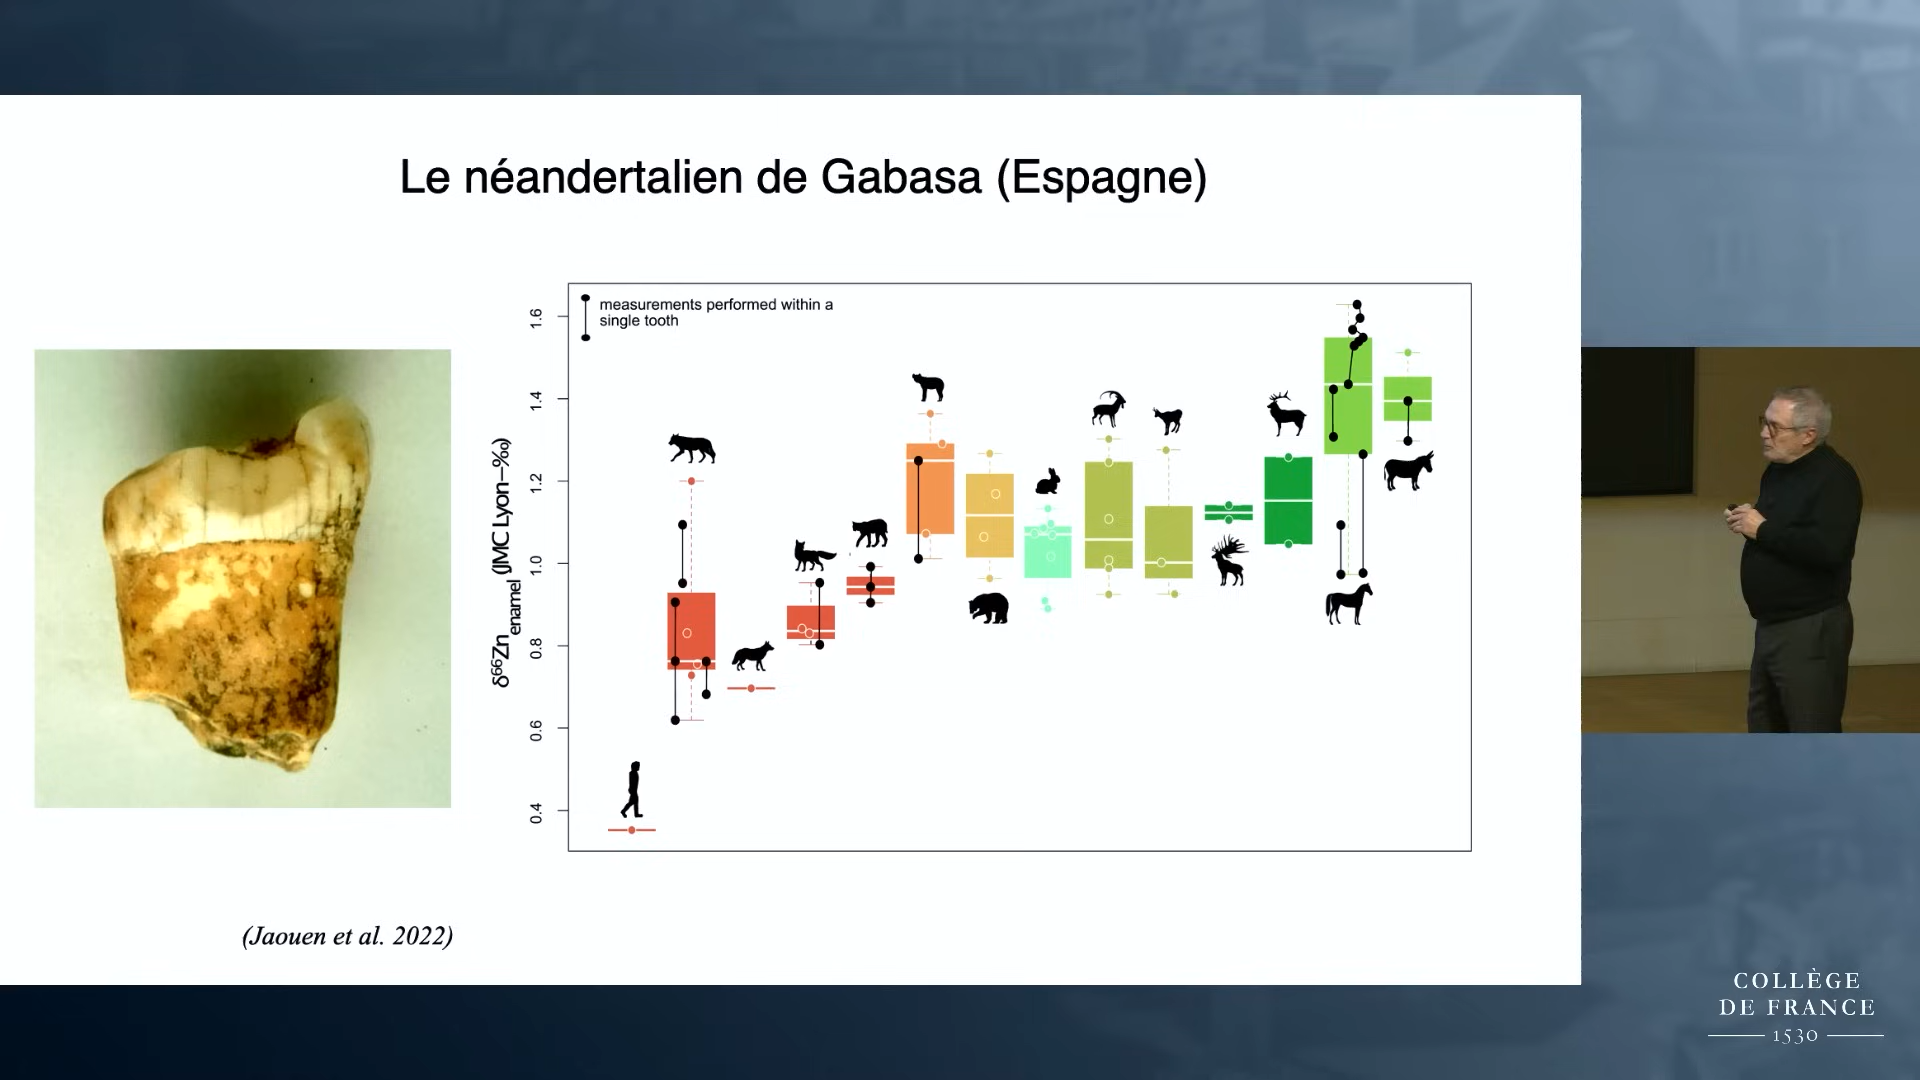 Le néandertalien de Gabasa (Espagne)
measurements performed within a
single tooth
δ66Znenamel (JMC Lyon–‰)
1.6
1.4
1.2
1.0
0.8
0.6
0.4
(Jaouen et al. 2022)
COLLÈGE
DE FRANCE
1530